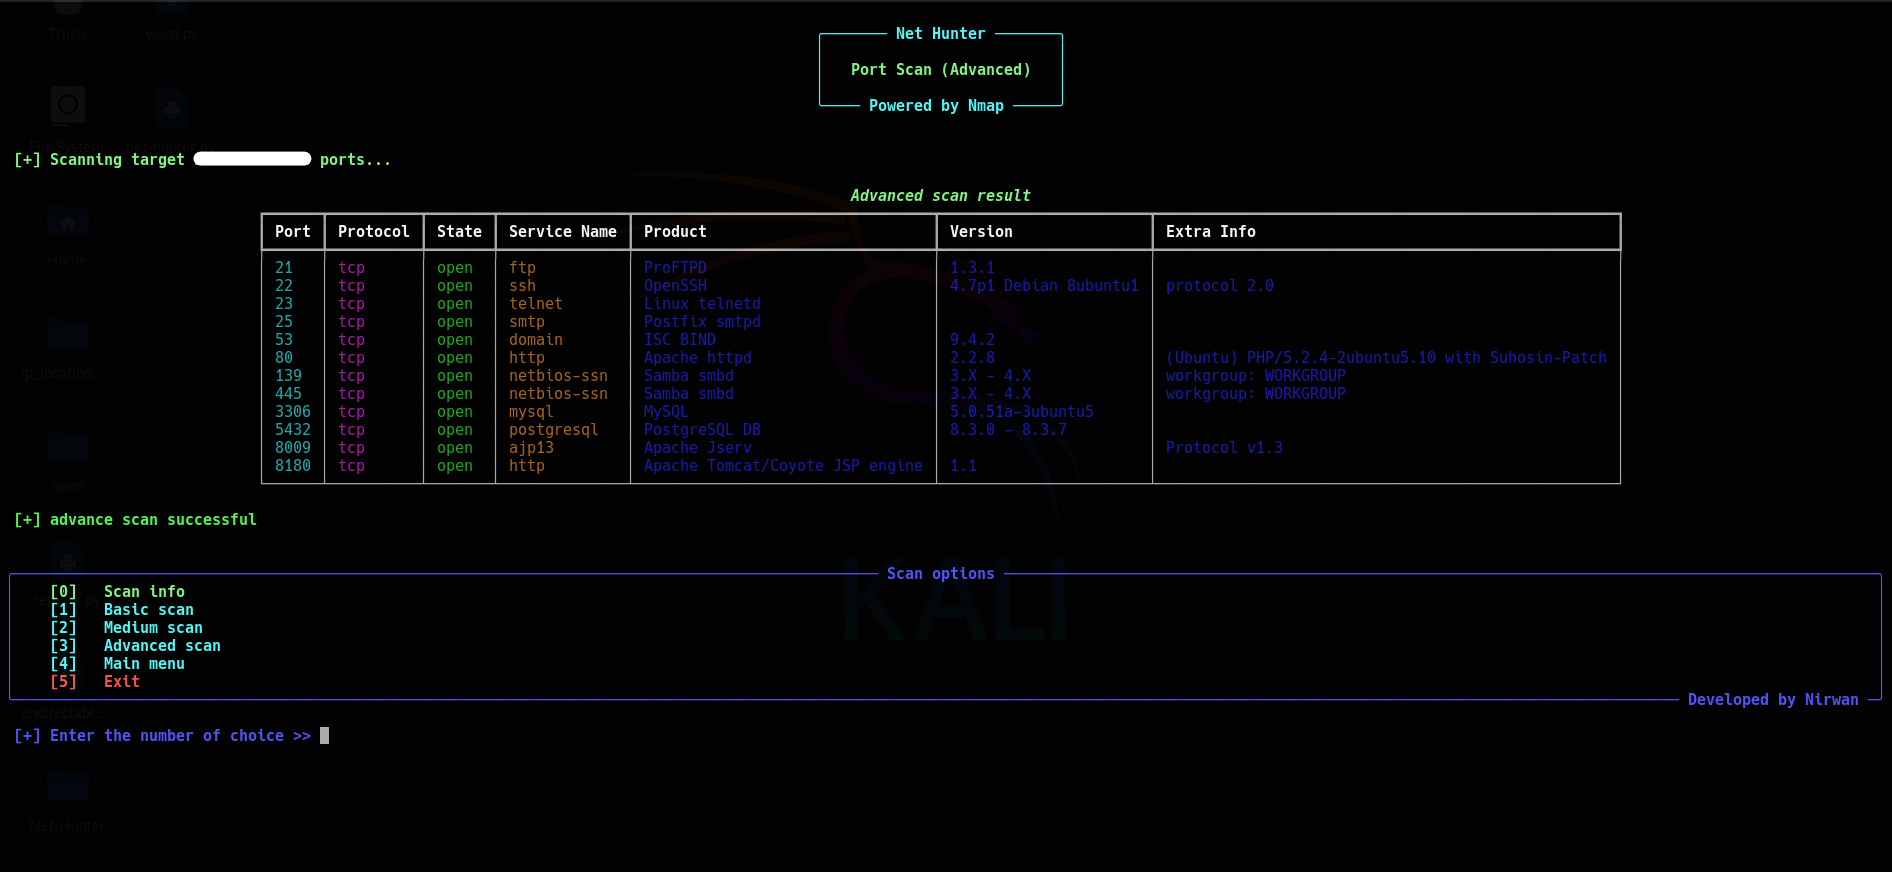 Trash
word.py
Net Hunter
Port Scan (Advanced)
Powered by Nmap
File System
net-hunter.py
[+] Scanning target ports...
Advanced scan result
Port Protocol State Service Name Product Version Extra Info
21 tcp open ftp ProFTPD 1.3.1
22 tcp open ssh OpenSSH 4.7p1 Debian 8ubuntu1 protocol 2.0
23 tcp open telnet Linux telnetd
25 tcp open smtp Postfix smtpd
53 tcp open domain ISC BIND 9.4.2
80 tcp open http Apache httpd 2.2.8 (Ubuntu) PHP/5.2.4-2ubuntu5.10 with Suhosin-Patch
139 tcp open netbios-ssn Samba smbd 3.X - 4.X workgroup: WORKGROUP
445 tcp open netbios-ssn Samba smbd 3.X - 4.X workgroup: WORKGROUP
3306 tcp open mysql MySQL 5.0.51a-3ubuntu5
5432 tcp open postgresql PostgreSQL DB 8.3.0 - 8.3.7
8009 tcp open ajp13 Apache Jserv Protocol v1.3
8180 tcp open http Apache Tomcat/Coyote JSP engine 1.1
Home
ip_location...
need
[+] advance scan successful
KALI
Scan options
[0] Scan info
[1] Basic scan
[2] Medium scan
[3] Advanced scan
[4] Main menu
[5] Exit
Developed by Nirwan
unditectabl...
[+] Enter the number of choice >>
Net-Hunter